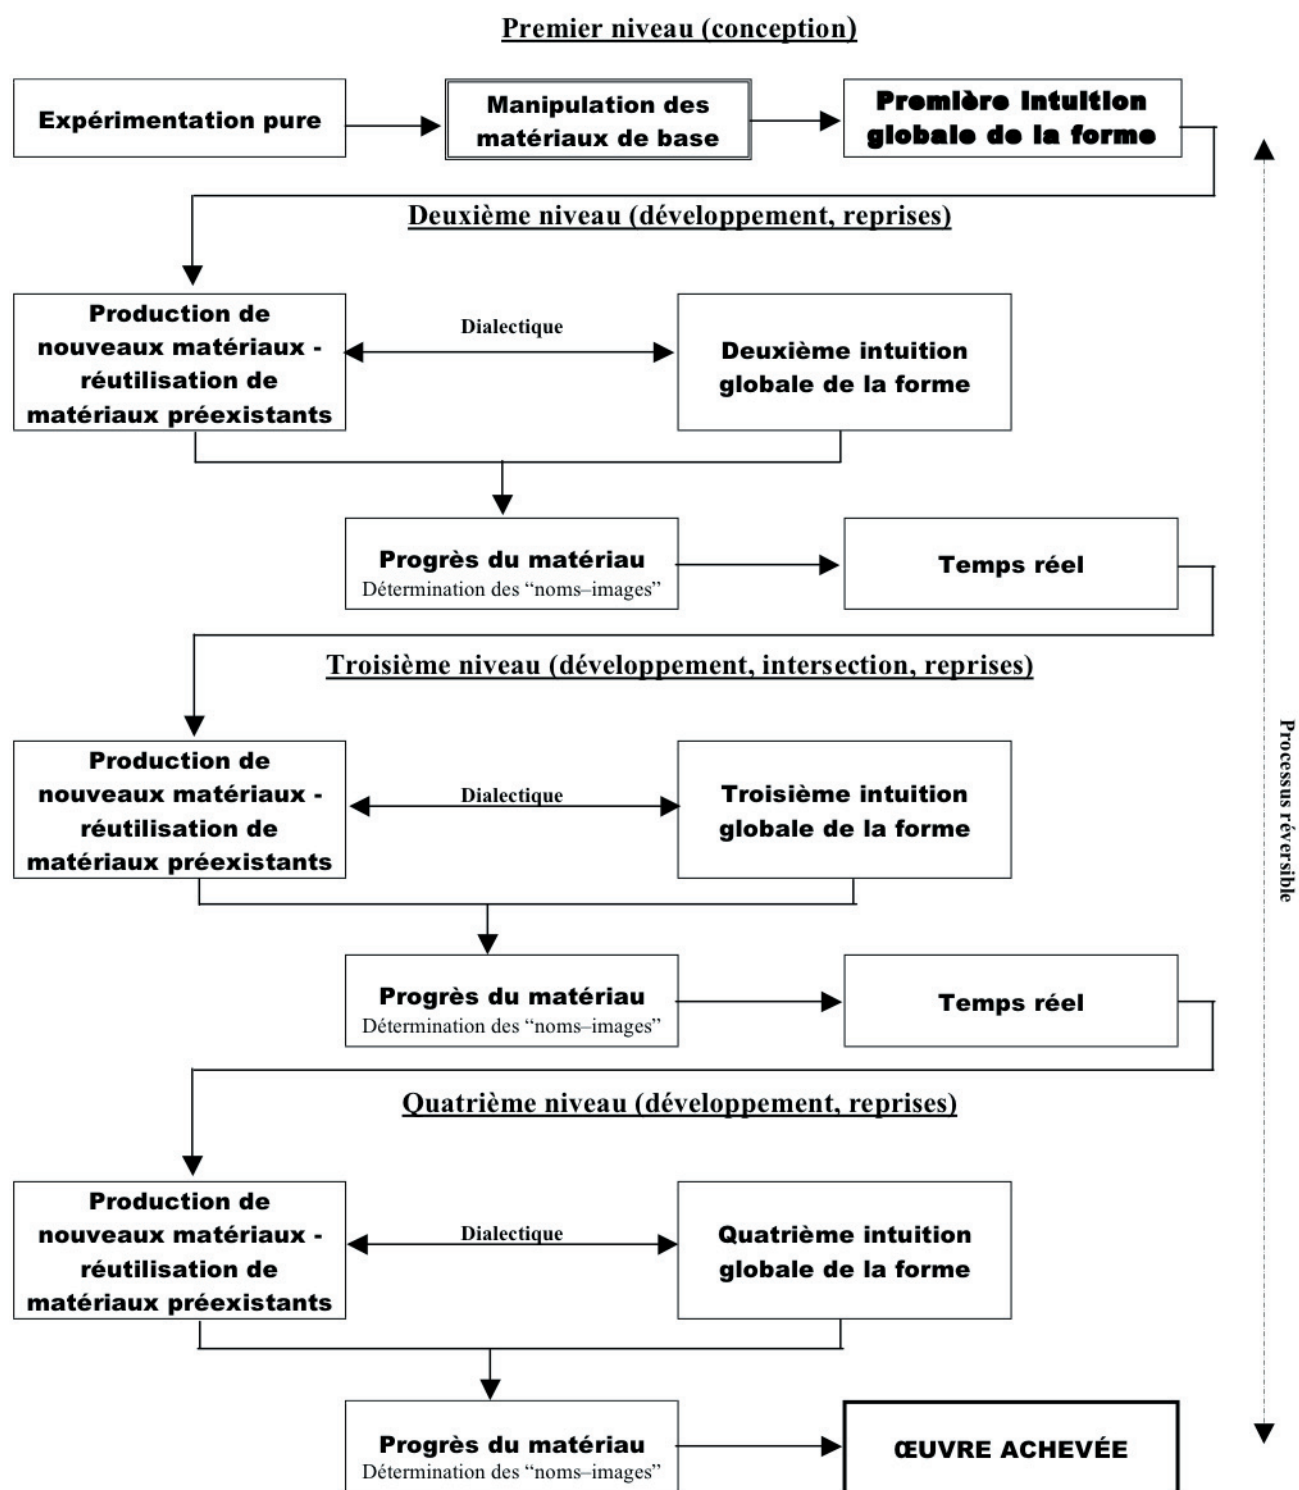 Premier niveau (conception)
Expérimentation pure
Manipulation des
matériaux de base
Première intuition
globale de la forme
Deuxième niveau (développement, reprises)
Production de
nouveaux matériaux -
réutilisation de
matériaux préexistants
Dialectique
Deuxième intuition
globale de la forme
Progrès du matériau
Détermination des “noms–images”
Temps réel
Troisième niveau (développement, intersection, reprises)
Production de
nouveaux matériaux -
réutilisation de
matériaux préexistants
Dialectique
Troisième intuition
globale de la forme
Progrès du matériau
Détermination des “noms–images”
Temps réel
Quatrième niveau (développement, reprises)
Production de
nouveaux matériaux -
réutilisation de
matériaux préexistants
Dialectique
Quatrième intuition
globale de la forme
Progrès du matériau
Détermination des “noms–images”
ŒUVRE ACHEVÉE
Processus réversible